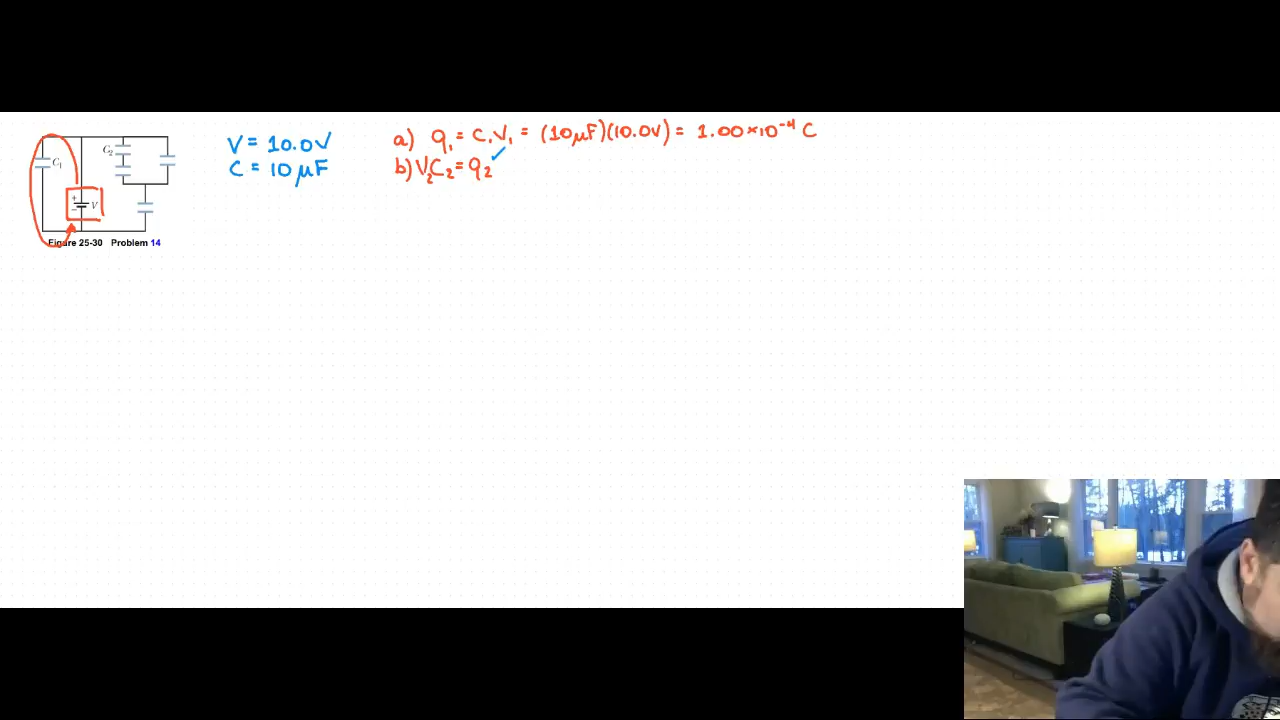 V = 10.0V
C = 10 μF
a) q₁ = C₁V₁ = (10μF)(10.0V) = 1.00×10⁻⁴ C
b) V₂C₂ = q₂ ✓
C₁
C₂
+
V
−
Figure 25-30 Problem 14